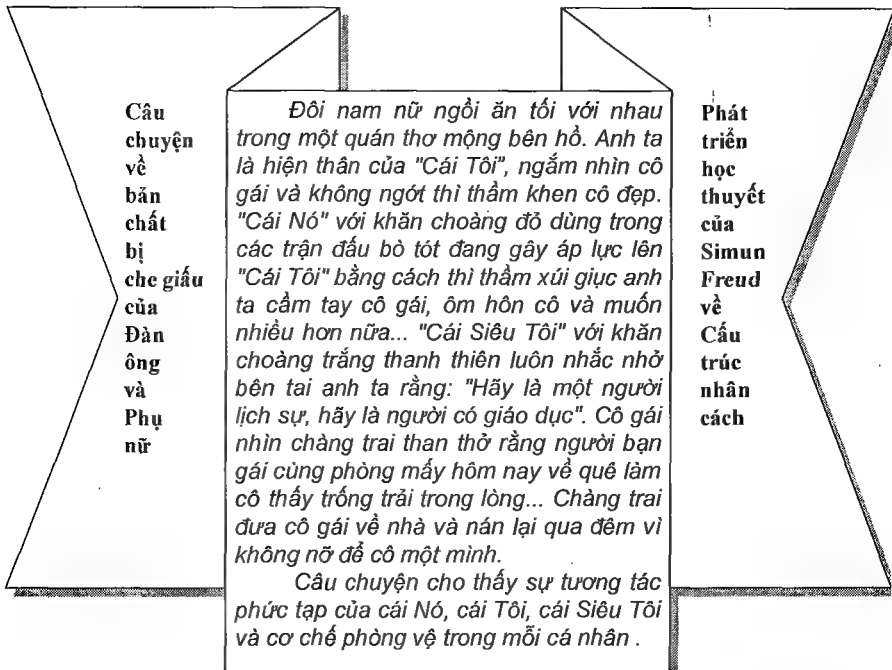 Câu
chuyện
về
bản
chất
bị
che giấu
của
Đàn
ông
và
Phụ
nữ
Đôi nam nữ ngồi ăn tối với nhau
trong một quán thơ mộng bên hồ. Anh ta
là hiện thân của "Cái Tôi", ngắm nhìn cô
gái và không ngớt thì thầm khen cô đẹp.
"Cái Nó" với khăn choàng đỏ dùng trong
các trận đấu bò tót đang gây áp lực lên
"Cái Tôi" bằng cách thì thầm xúi giục anh
ta cầm tay cô gái, ôm hôn cô và muốn
nhiều hơn nữa... "Cái Siêu Tôi" với khăn
choàng trắng thanh thiên luôn nhắc nhở
bên tai anh ta rằng: "Hãy là một người
lịch sự, hãy là người có giáo dục". Cô gái
nhìn chàng trai than thở rằng người bạn
gái cùng phòng mấy hôm nay về quê làm
cô thấy trống trải trong lòng... Chàng trai
đưa cô gái về nhà và nán lại qua đêm vì
không nỡ để cô một mình.
Câu chuyện cho thấy sự tương tác
phức tạp của cái Nó, cái Tôi, cái Siêu Tôi
và cơ chế phòng vệ trong mỗi cá nhân .
Phát
triển
học
thuyết
của
Simun
Freud
về
Cấu
trúc
nhân
cách